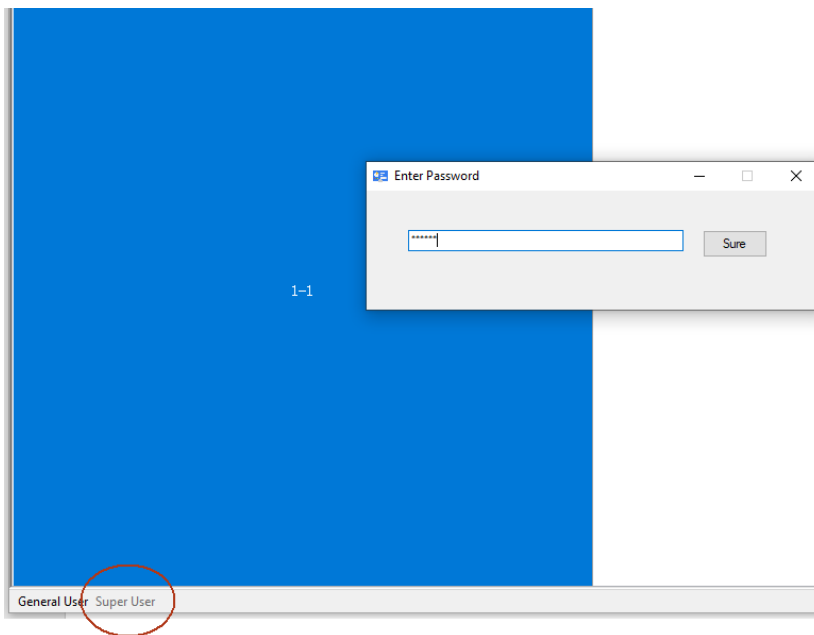 Enter Password
******
Sure
1-1
General User Super User